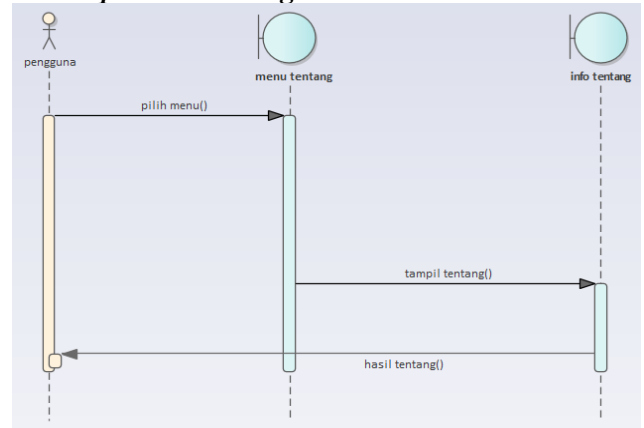 pengguna
menu tentang
info tentang
pilih menu()
tampil tentang()
hasil tentang()